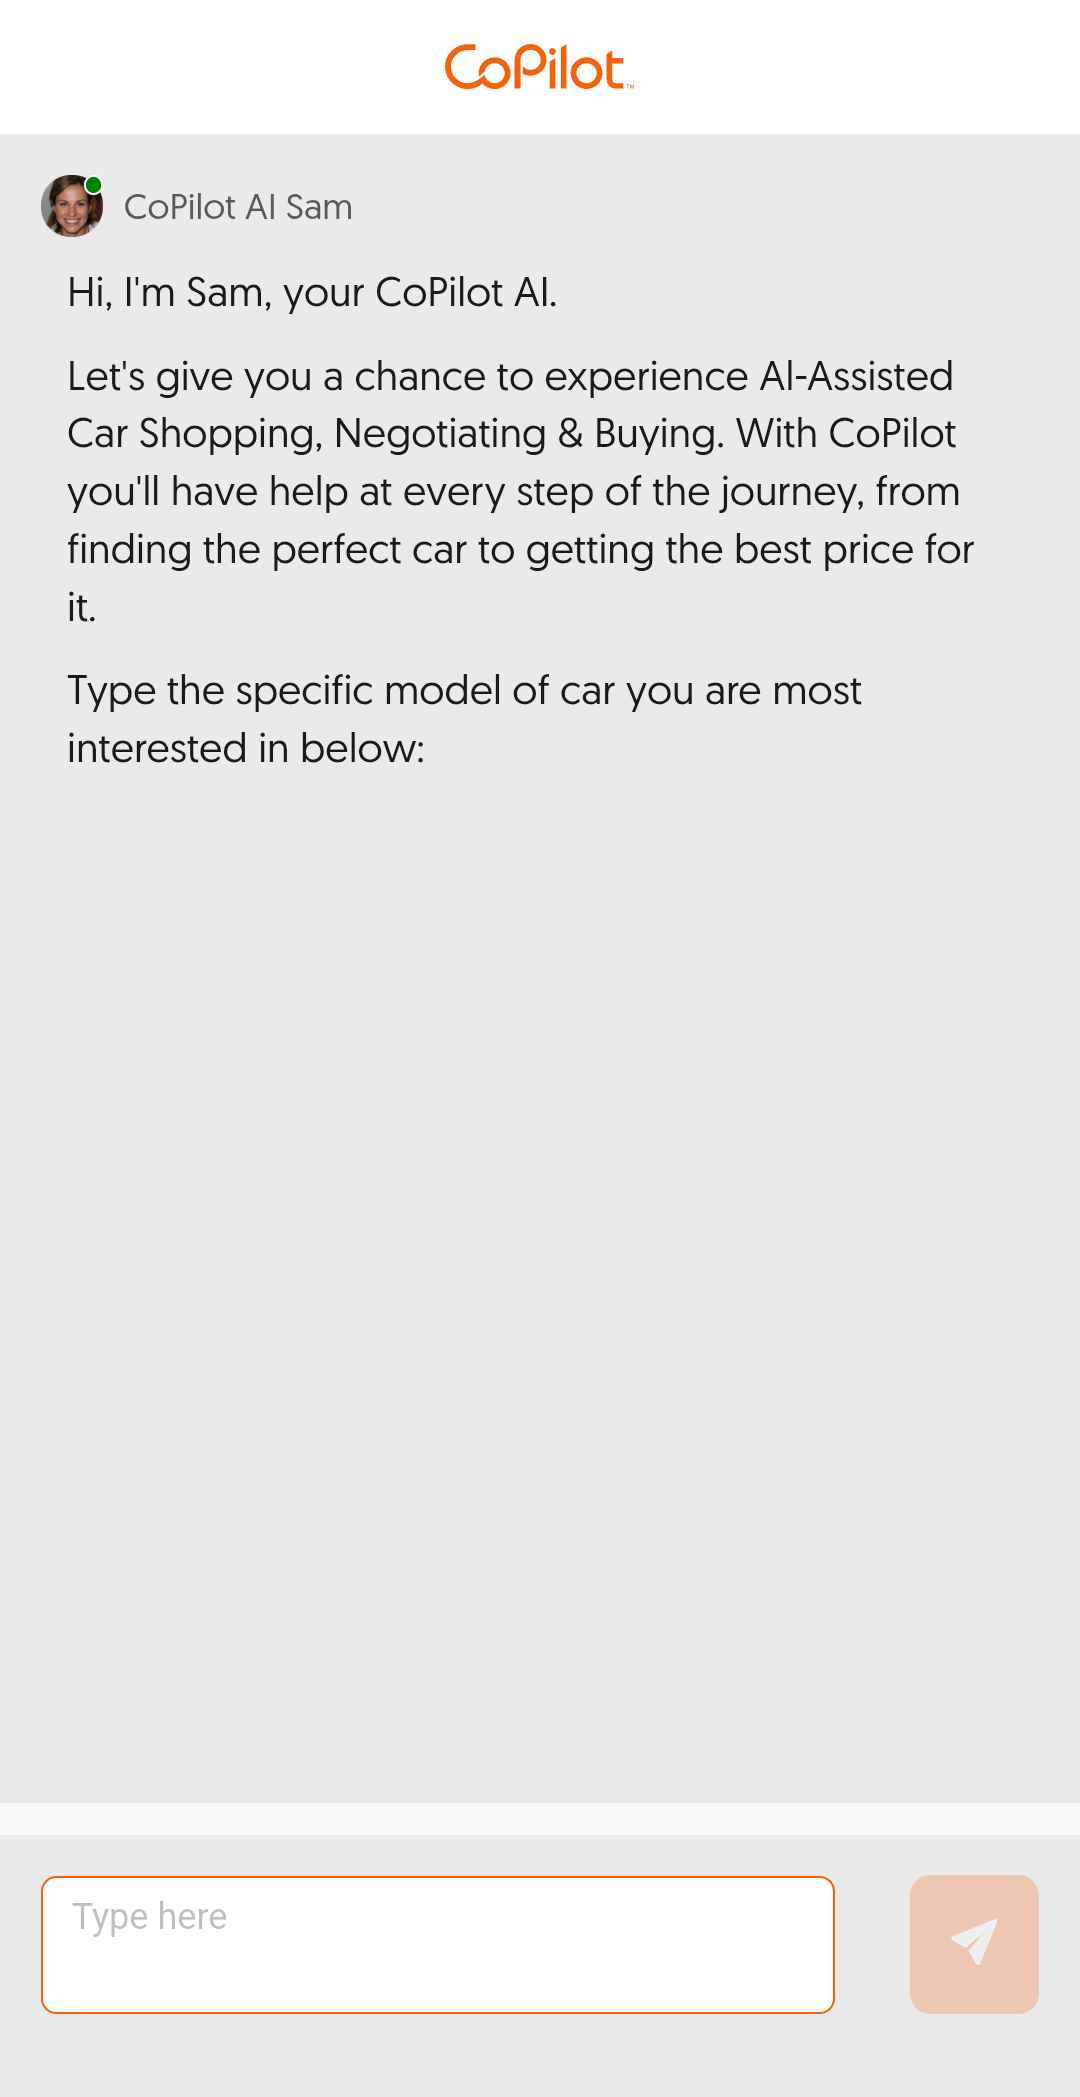 CoPilot™
CoPilot AI Sam
Hi, I'm Sam, your CoPilot AI.
Let's give you a chance to experience AI-Assisted
Car Shopping, Negotiating & Buying. With CoPilot
you'll have help at every step of the journey, from
finding the perfect car to getting the best price for
it.
Type the specific model of car you are most
interested in below:
Type here